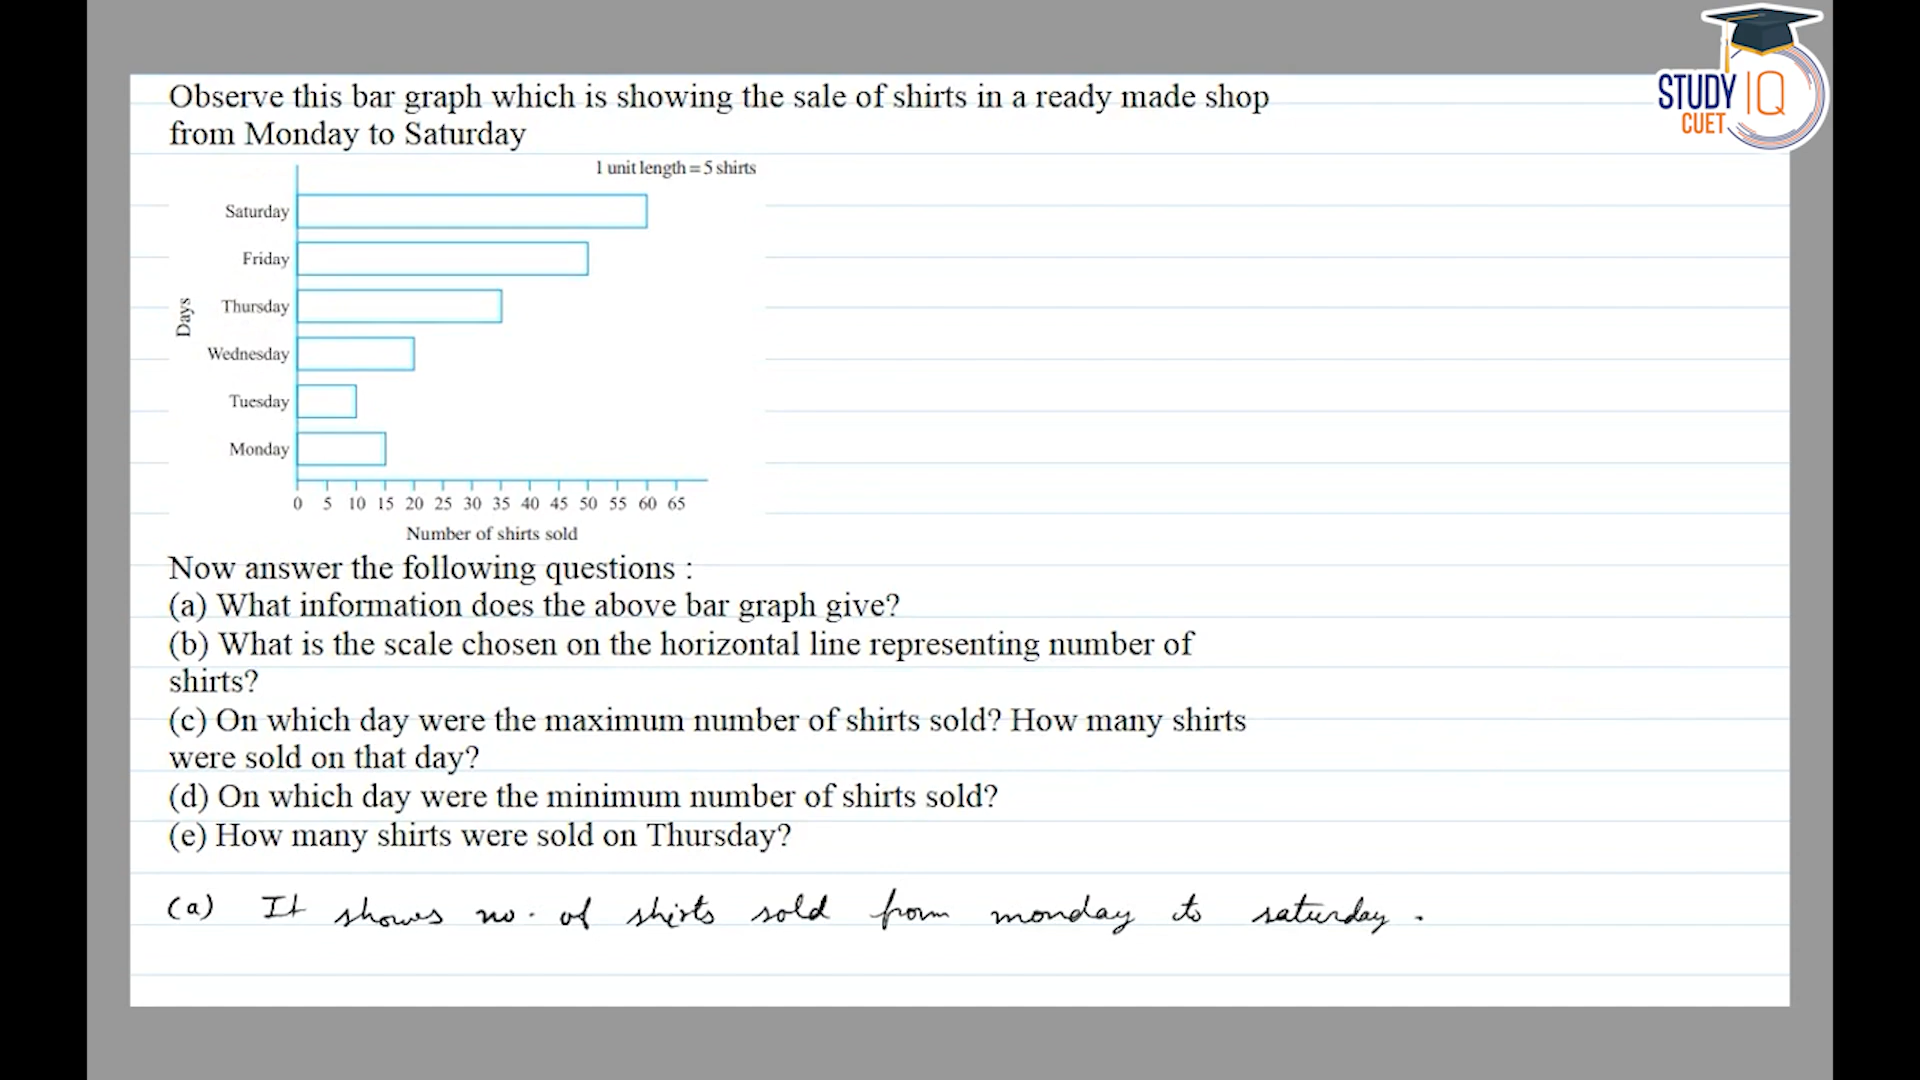 STUDY IQ
CUET
Observe this bar graph which is showing the sale of shirts in a ready made shop
from Monday to Saturday
1 unit length = 5 shirts
Saturday
Friday
Thursday
Days
Wednesday
Tuesday
Monday
0 5 10 15 20 25 30 35 40 45 50 55 60 65
Number of shirts sold
Now answer the following questions :
(a) What information does the above bar graph give?
(b) What is the scale chosen on the horizontal line representing number of
shirts?
(c) On which day were the maximum number of shirts sold? How many shirts
were sold on that day?
(d) On which day were the minimum number of shirts sold?
(e) How many shirts were sold on Thursday?
(a) It shows no. of shirts sold from monday to saturday.